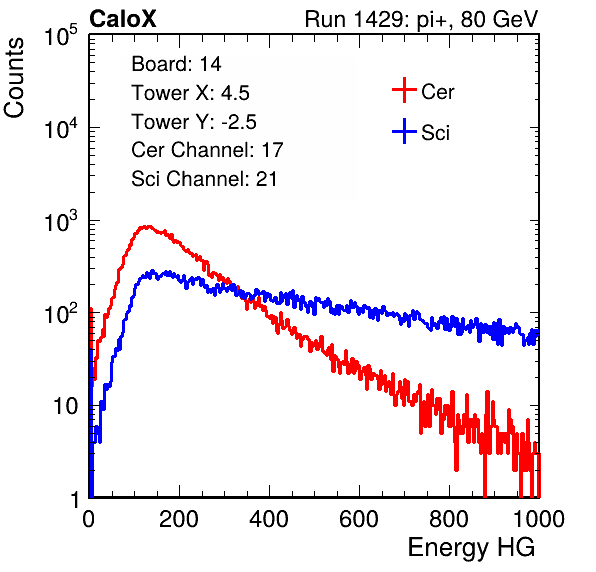 CaloX Run 1429: pi+, 80 GeV
Counts
Board: 14
Tower X: 4.5
Tower Y: -2.5
Cer Channel: 17
Sci Channel: 21
Cer
Sci
10^5
10^4
10^3
10^2
10
1
0 200 400 600 800 1000
Energy HG